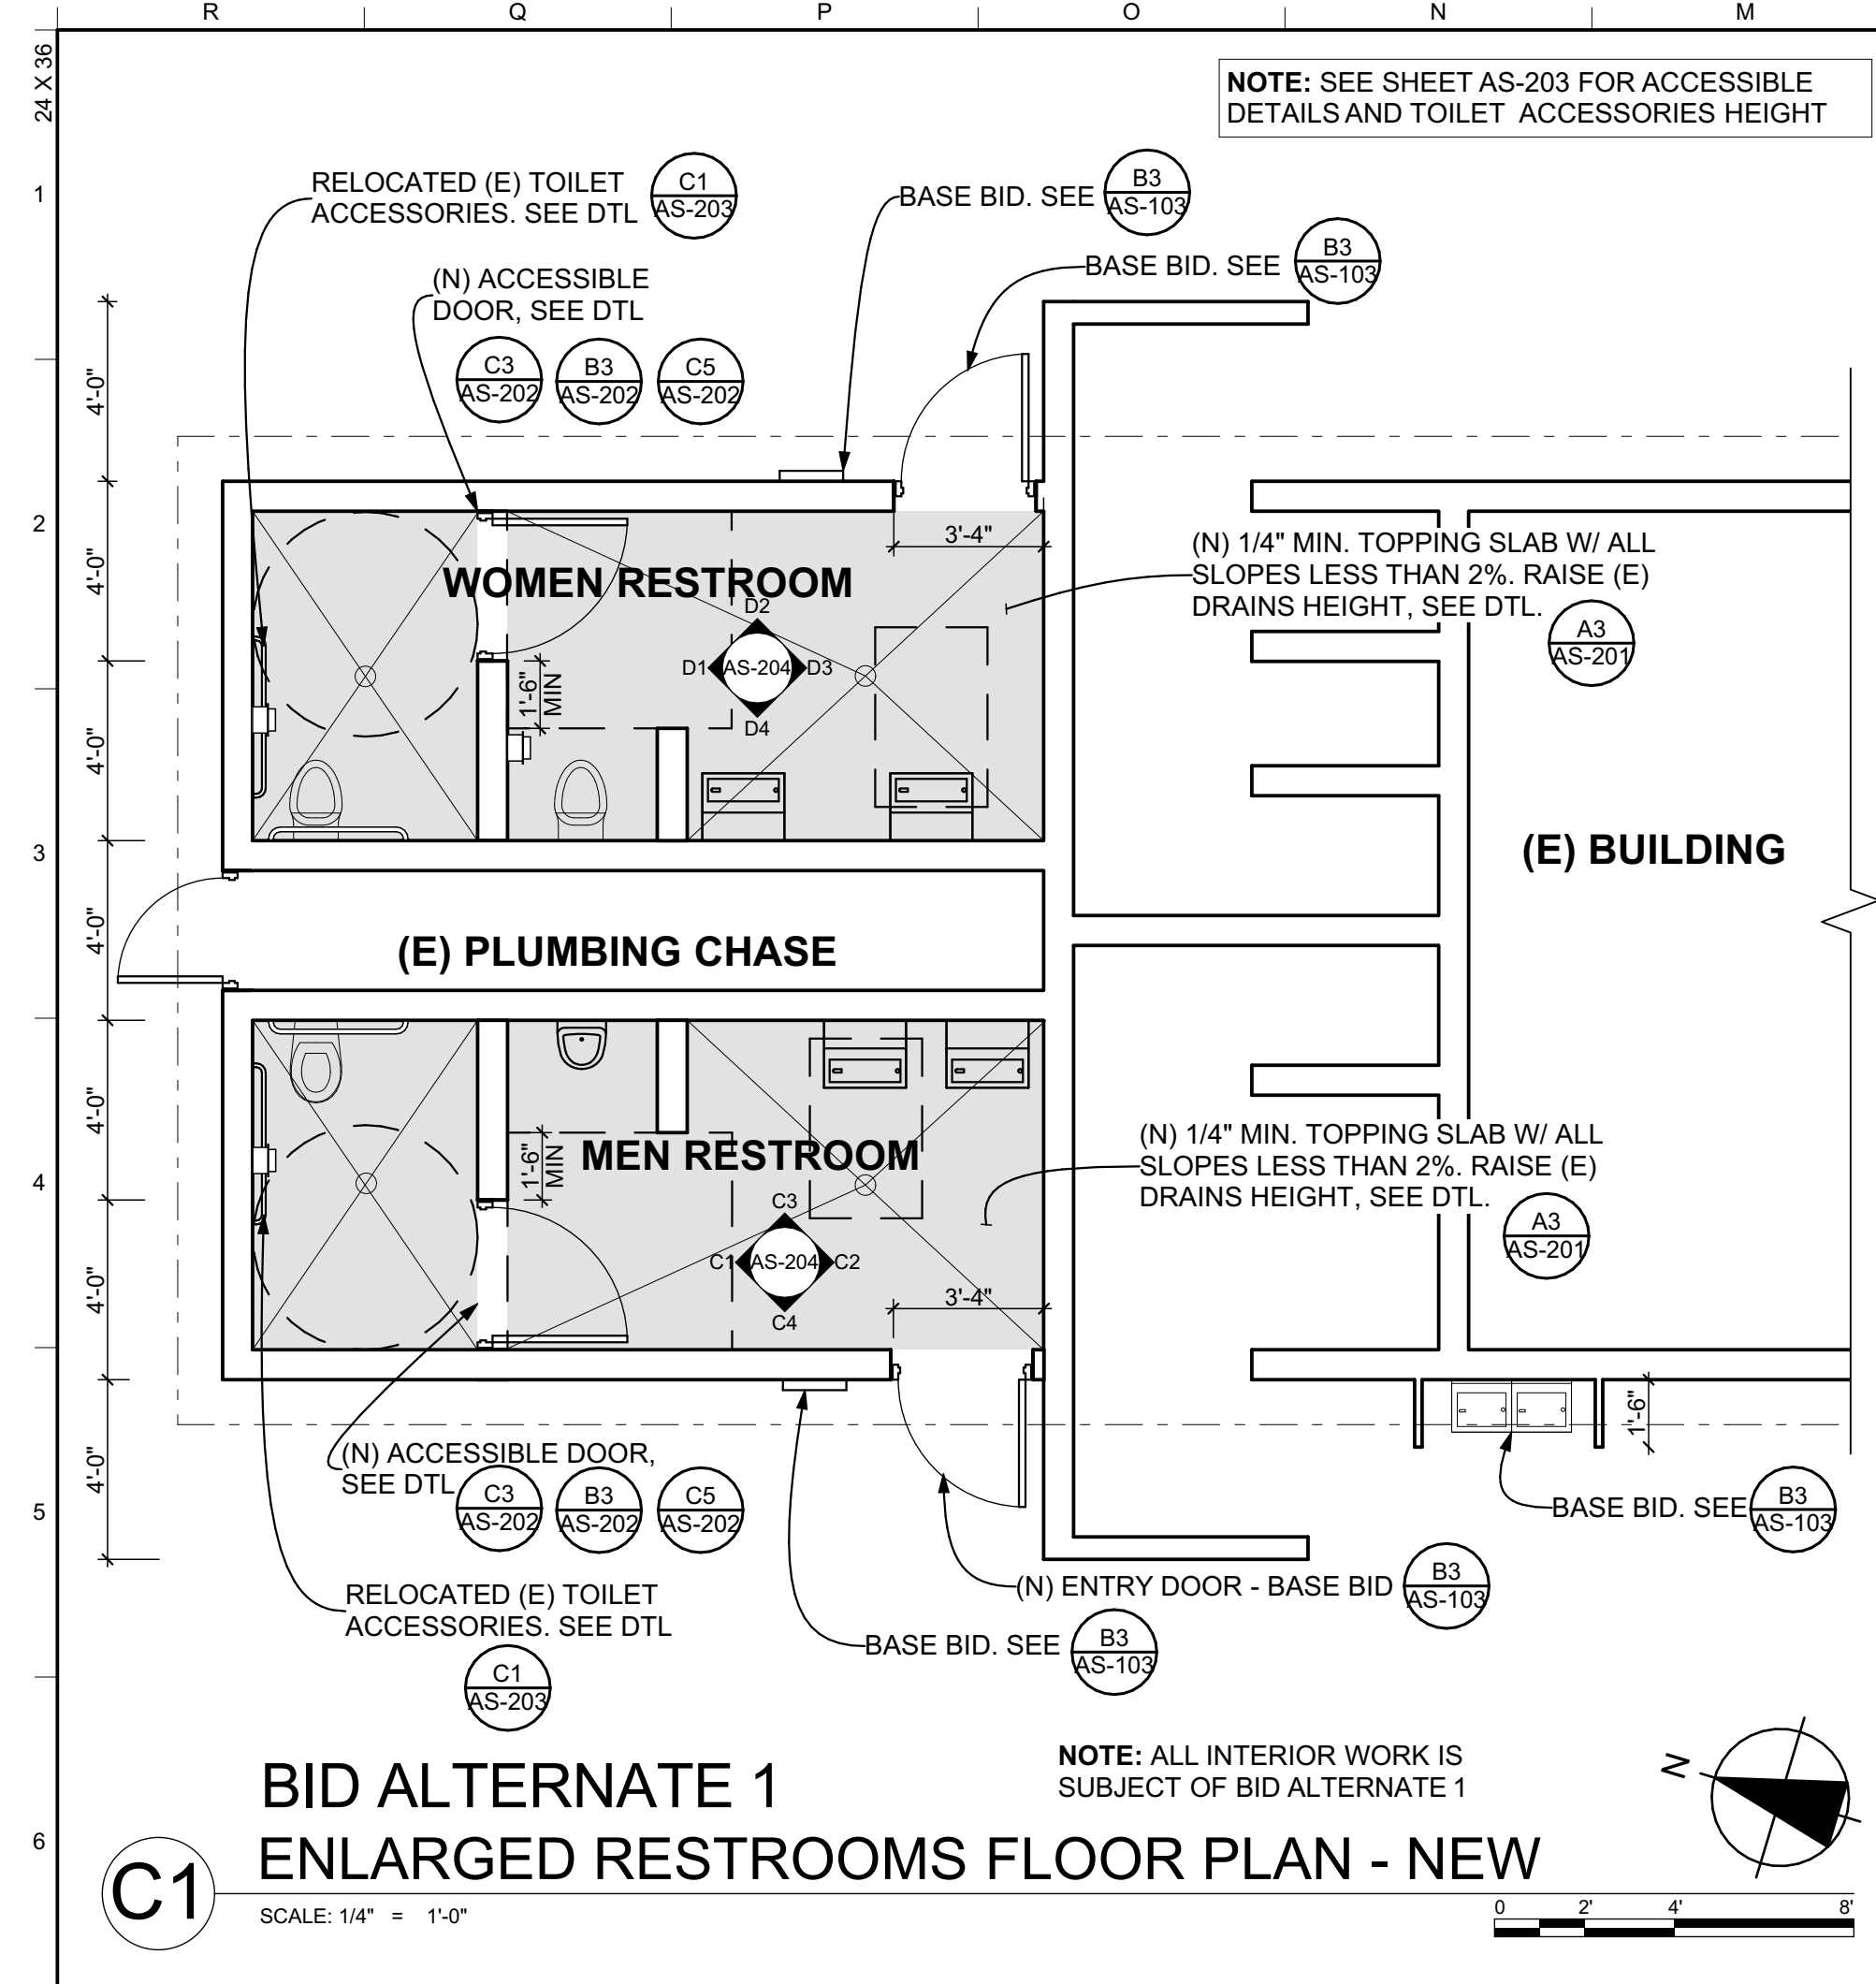 R Q P O N M
24 X 36
NOTE: SEE SHEET AS-203 FOR ACCESSIBLE
DETAILS AND TOILET ACCESSORIES HEIGHT
1
RELOCATED (E) TOILET
ACCESSORIES. SEE DTL
C1
AS-203
BASE BID. SEE
B3
AS-103
BASE BID. SEE
B3
AS-103
(N) ACCESSIBLE
DOOR, SEE DTL
C3
AS-202
B3
AS-202
C5
AS-202
4'-0"
2
3'-4"
(N) 1/4" MIN. TOPPING SLAB W/ ALL
SLOPES LESS THAN 2%. RAISE (E)
DRAINS HEIGHT, SEE DTL.
A3
AS-201
4'-0"
WOMEN RESTROOM
D2
D1 AS-204 D3
D4
1'-6"
MIN
4'-0"
3
(E) BUILDING
4'-0"
(E) PLUMBING CHASE
4'-0"
1'-6"
MIN
MEN RESTROOM
(N) 1/4" MIN. TOPPING SLAB W/ ALL
SLOPES LESS THAN 2%. RAISE (E)
DRAINS HEIGHT, SEE DTL.
A3
AS-201
4
C3
C1 AS-204 C2
C4
4'-0"
3'-4"
1'-6"
4'-0"
(N) ACCESSIBLE DOOR,
SEE DTL
C3
AS-202
B3
AS-202
C5
AS-202
5
BASE BID. SEE
B3
AS-103
(N) ENTRY DOOR - BASE BID
B3
AS-103
RELOCATED (E) TOILET
ACCESSORIES. SEE DTL
C1
AS-203
BASE BID. SEE
B3
AS-103
NOTE: ALL INTERIOR WORK IS
SUBJECT OF BID ALTERNATE 1
N
BID ALTERNATE 1
6
ENLARGED RESTROOMS FLOOR PLAN - NEW
C1
SCALE: 1/4" = 1'-0"
0 2' 4' 8'